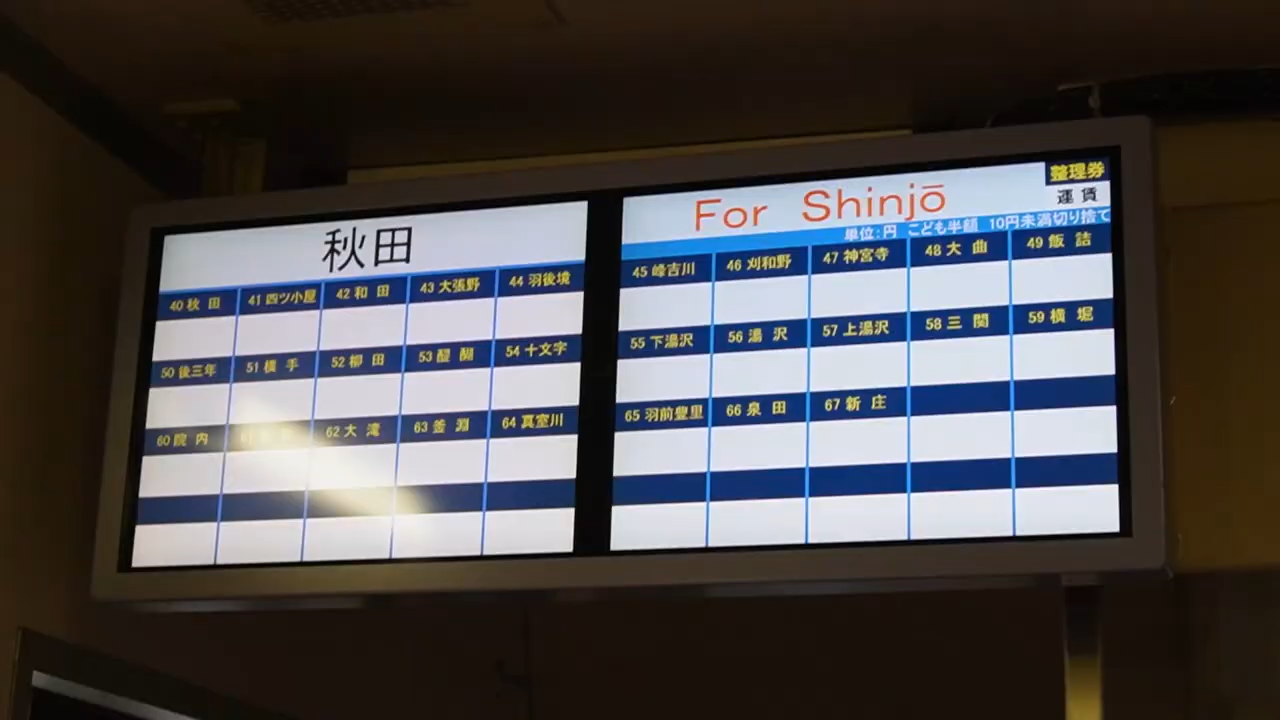 秋田
For Shinjō
整理券
運賃
単位:円 こども半額 10円未満切り捨て
40 秋田 41 四ツ小屋 42 和田 43 大張野 44 羽後境 45 峰吉川 46 刈和野 47 神宮寺 48 大曲 49 飯詰
50 後三年 51 横手 52 柳田 53 醍醐 54 十文字 55 下湯沢 56 湯沢 57 上湯沢 58 三関 59 横堀
60 院内 62 大滝 63 釜淵 64 真室川 65 羽前豊里 66 泉田 67 新庄